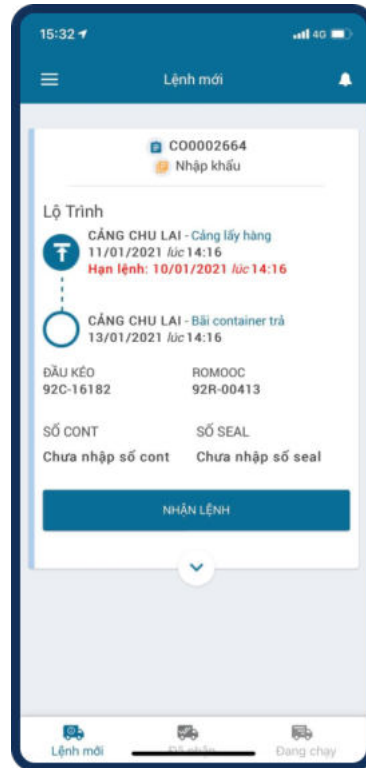 15:32
4G
Lệnh mới
CO0002664
Nhập khẩu
Lộ Trình
CẢNG CHU LAI - Cảng lấy hàng
11/01/2021 lúc 14:16
Hạn lệnh: 10/01/2021 lúc 14:16
CẢNG CHU LAI - Bãi container trả
13/01/2021 lúc 14:16
ĐẦU KÉO ROMOOC
92C-16182 92R-00413
SỐ CONT SỐ SEAL
Chưa nhập số cont Chưa nhập số seal
NHẬN LỆNH
Lệnh mới Đang chạy